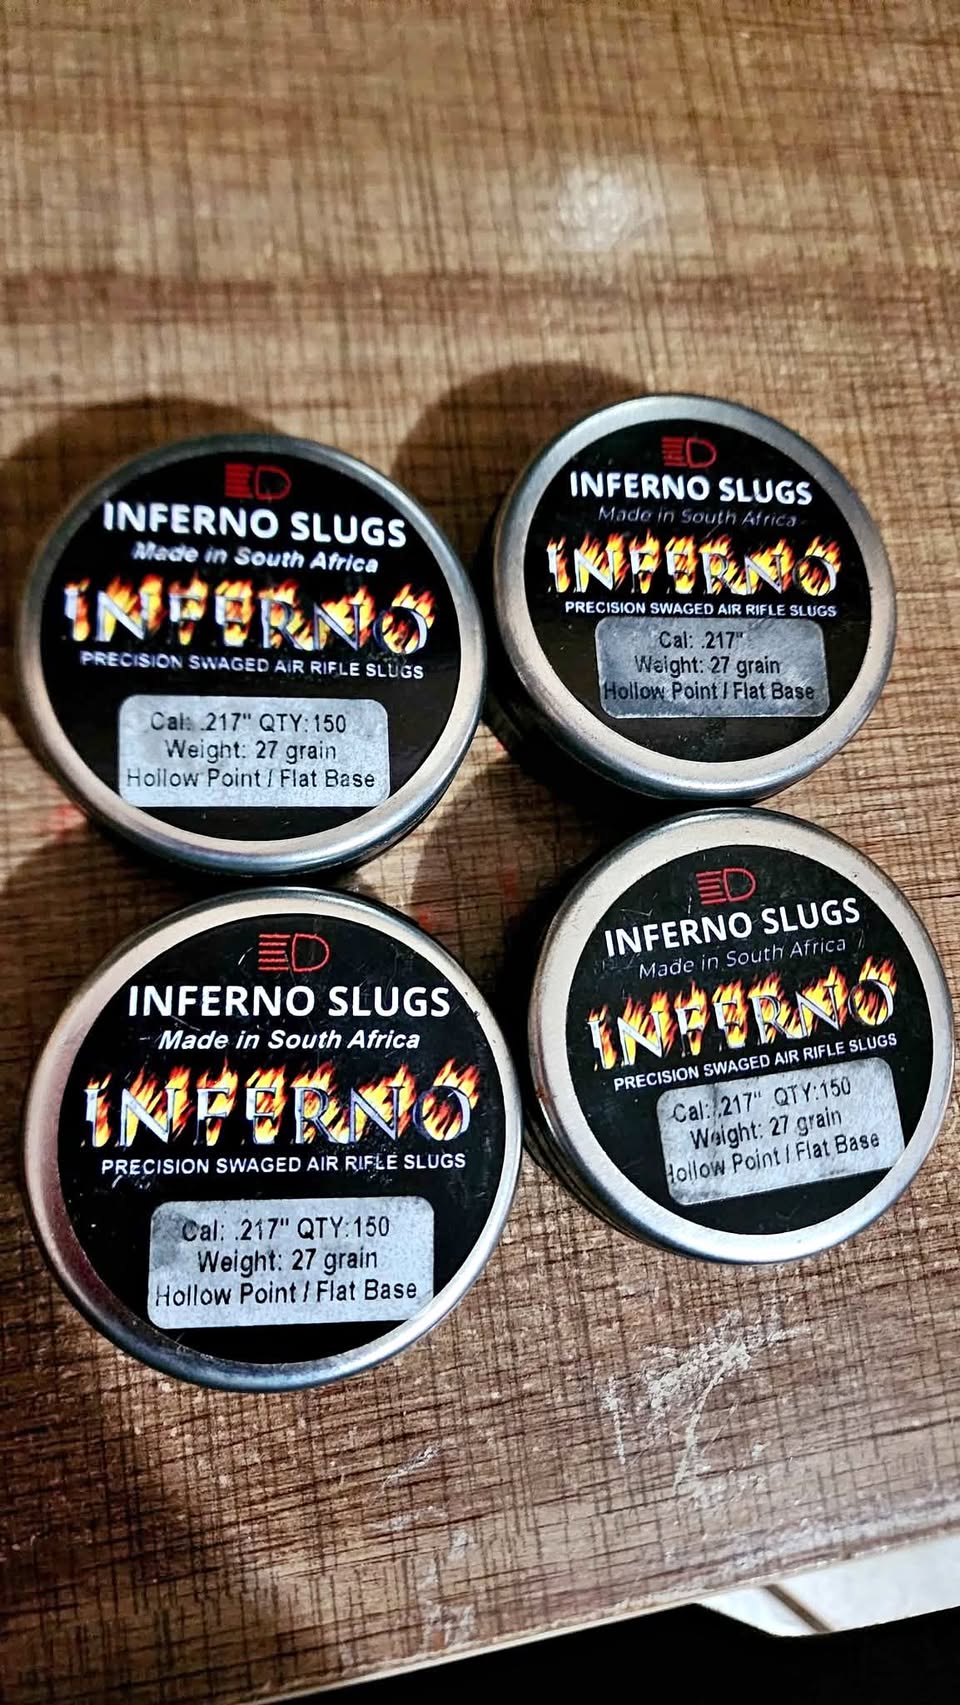 INFERNO SLUGS
Made in South Africa
INFERNO
PRECISION SWAGED AIR RIFLE SLUGS
Cal: .217" QTY:150
Weight: 27 grain
Hollow Point / Flat Base
INFERNO SLUGS
Made in South Africa
INFERNO
PRECISION SWAGED AIR RIFLE SLUGS
Cal: .217"
Weight: 27 grain
Hollow Point / Flat Base
INFERNO SLUGS
Made in South Africa
INFERNO
PRECISION SWAGED AIR RIFLE SLUGS
Cal: .217" QTY:150
Weight: 27 grain
Hollow Point / Flat Base
INFERNO SLUGS
Made in South Africa
INFERNO
PRECISION SWAGED AIR RIFLE SLUGS
Cal: .217" QTY:150
Weight: 27 grain
Hollow Point / Flat Base